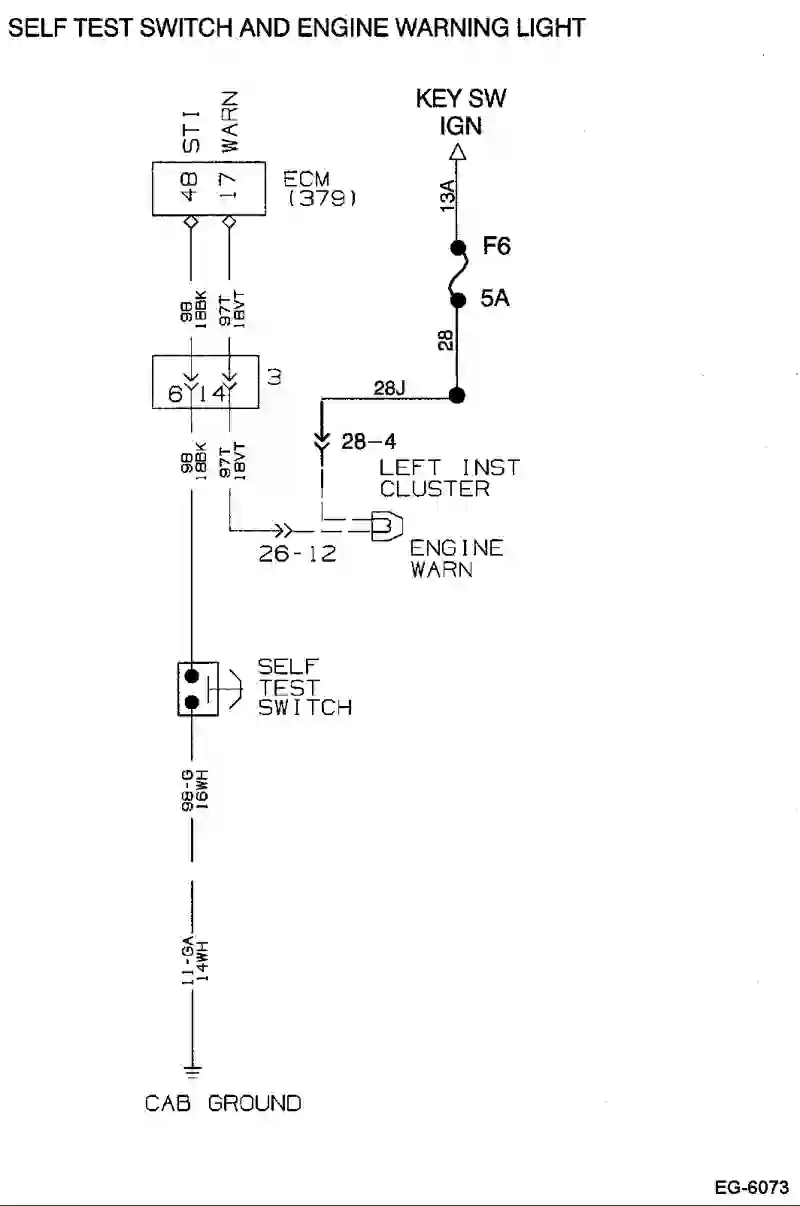 SELF TEST SWITCH AND ENGINE WARNING LIGHT
STI
WARN
48
17
ECM
(379)
KEY SW
IGN
13A
F6
5A
28
28J
98
18BK
97T
18VT
6
14
3
98
18BK
97T
18VT
28-4
LEFT INST
CLUSTER
26-12
ENGINE
WARN
SELF
TEST
SWITCH
98-G
16WH
11-GA
14WH
CAB GROUND
EG-6073